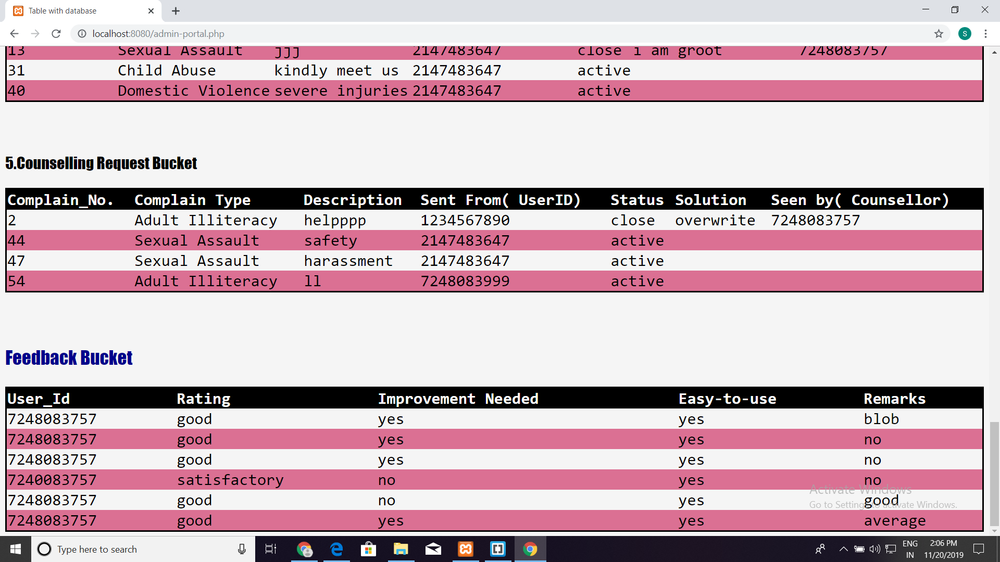 Table with database
localhost:8080/admin-portal.php
S
13 Sexual Assault jjj 2147483647 close i am groot 7248083757
31 Child Abuse kindly meet us 2147483647 active
40 Domestic Violence severe injuries 2147483647 active
5.Counselling Request Bucket
Complain_No. Complain Type Description Sent From( UserID) Status Solution Seen by( Counsellor)
2 Adult Illiteracy helpppp 1234567890 close overwrite 7248083757
44 Sexual Assault safety 2147483647 active
47 Sexual Assault harassment 2147483647 active
54 Adult Illiteracy ll 7248083999 active
Feedback Bucket
User_Id Rating Improvement Needed Easy-to-use Remarks
7248083757 good yes yes blob
7248083757 good yes yes no
7248083757 good yes yes no
7240083757 satisfactory no yes no
Activate Windows
7248083757 good no yes good
Go to Settings to activate Windows.
7248083757 good yes yes average
Type here to search
ENG 2:06 PM
IN 11/20/2019